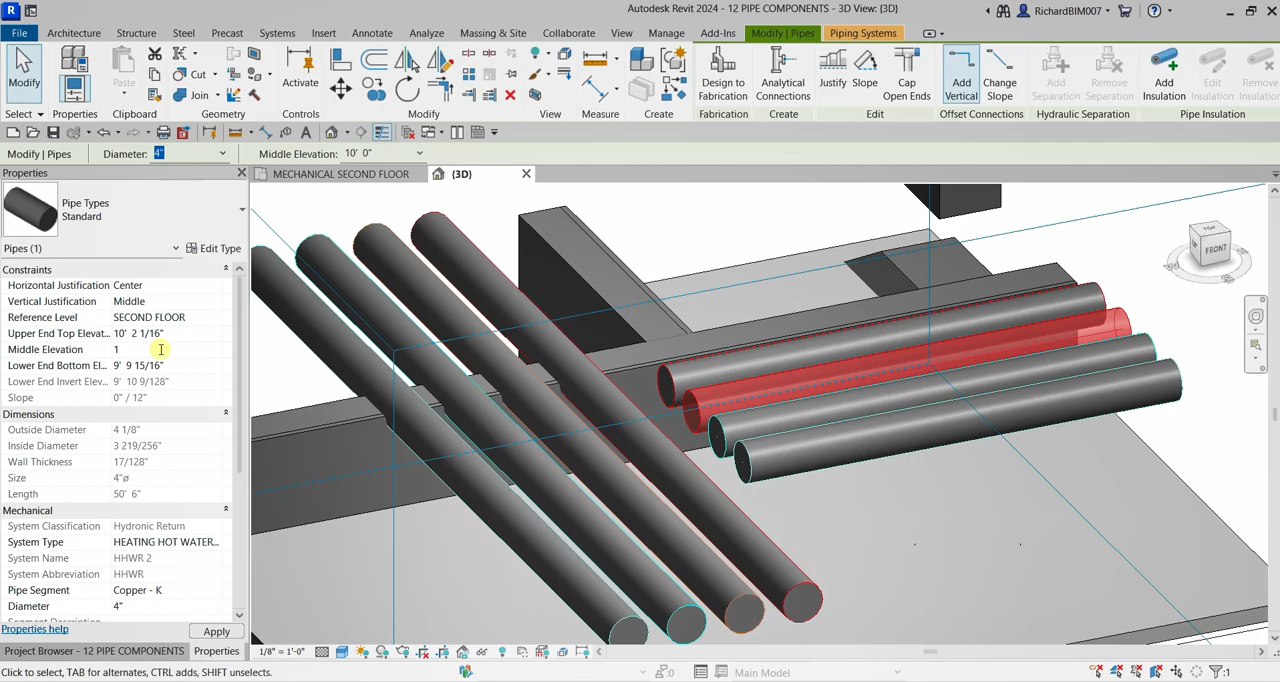 Autodesk Revit 2024 - 12 PIPE COMPONENTS - 3D View: {3D}
RichardBIM007
File Architecture Structure Steel Precast Systems Insert Annotate Analyze Massing & Site Collaborate View Manage Add-Ins Modify | Pipes Piping Systems
Modify Paste Cut Join Activate Design to Fabrication Analytical Connections Justify Slope Cap Open Ends Add Vertical Change Slope Add Separation Remove Separation Add Insulation Edit Insulation Remove
Select Properties Clipboard Geometry Controls Modify View Measure Create Fabrication Create Edit Offset Connections Hydraulic Separation Pipe Insulation
Modify | Pipes Diameter: 4" Middle Elevation: 10' 0"
Properties
MECHANICAL SECOND FLOOR {3D}
Pipe Types
Standard
Pipes (1) Edit Type
Constraints
Horizontal Justification Center
Vertical Justification Middle
Reference Level SECOND FLOOR
Upper End Top Elevat... 10' 2 1/16"
Middle Elevation 1
Lower End Bottom El... 9' 9 15/16"
Lower End Invert Elev... 9' 10 9/128"
Slope 0" / 12"
Dimensions
Outside Diameter 4 1/8"
Inside Diameter 3 219/256"
Wall Thickness 17/128"
Size 4"ø
Length 50' 6"
Mechanical
System Classification Hydronic Return
System Type HEATING HOT WATER...
System Name HHWR 2
System Abbreviation HHWR
Pipe Segment Copper - K
Diameter 4"
Properties help Apply
Project Browser - 12 PIPE COMPONENTS Properties
1/8" = 1'-0"
Click to select, TAB for alternates, CTRL adds, SHIFT unselects.
:0 Main Model :1
TOP
FRONT
W